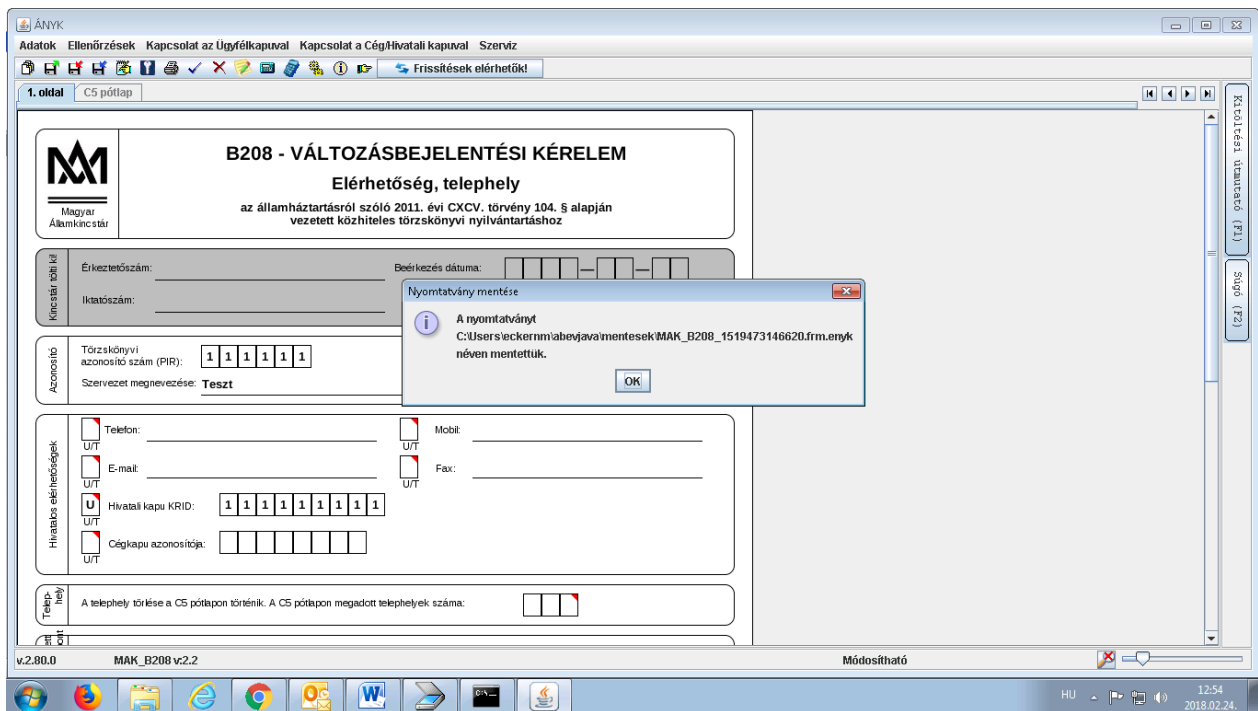 ÁNYK
Adatok Ellenőrzések Kapcsolat az Ügyfélkapuval Kapcsolat a Cég/Hivatali kapuval Szerviz
Frissítések elérhetők!
1. oldal C5 pótlap
Kitöltési útmutató (F1)
Súgó (F2)
Magyar
Államkincstár
B208 - VÁLTOZÁSBEJELENTÉSI KÉRELEM
Elérhetőség, telephely
az államháztartásról szóló 2011. évi CXCV. törvény 104. § alapján
vezetett közhiteles törzskönyvi nyilvántartáshoz
Kincstár tölti ki!
Érkeztetőszám: Beérkezés dátuma:
Iktatószám:
Nyomtatvány mentése
A nyomtatványt
C:\Users\eckernm\abevjava\mentesek\MAK_B208_1519473146620.frm.enyk
néven mentettük.
OK
Azonosító
Törzskönyvi
azonosító szám (PIR): 1 1 1 1 1 1
Szervezet megnevezése: Teszt
Hivatalos elérhetőségek
Telefon: Mobil:
U/T U/T
E-mail: Fax:
U/T U/T
U Hivatali kapu KRID: 1 1 1 1 1 1 1 1 1
U/T
Cégkapu azonosítója:
U/T
Telep-
hely
A telephely törlése a C5 pótlapon történik. A C5 pótlapon megadott telephelyek száma:
v.2.80.0 MAK_B208 v:2.2 Módosítható
HU 12:54
2018.02.24.